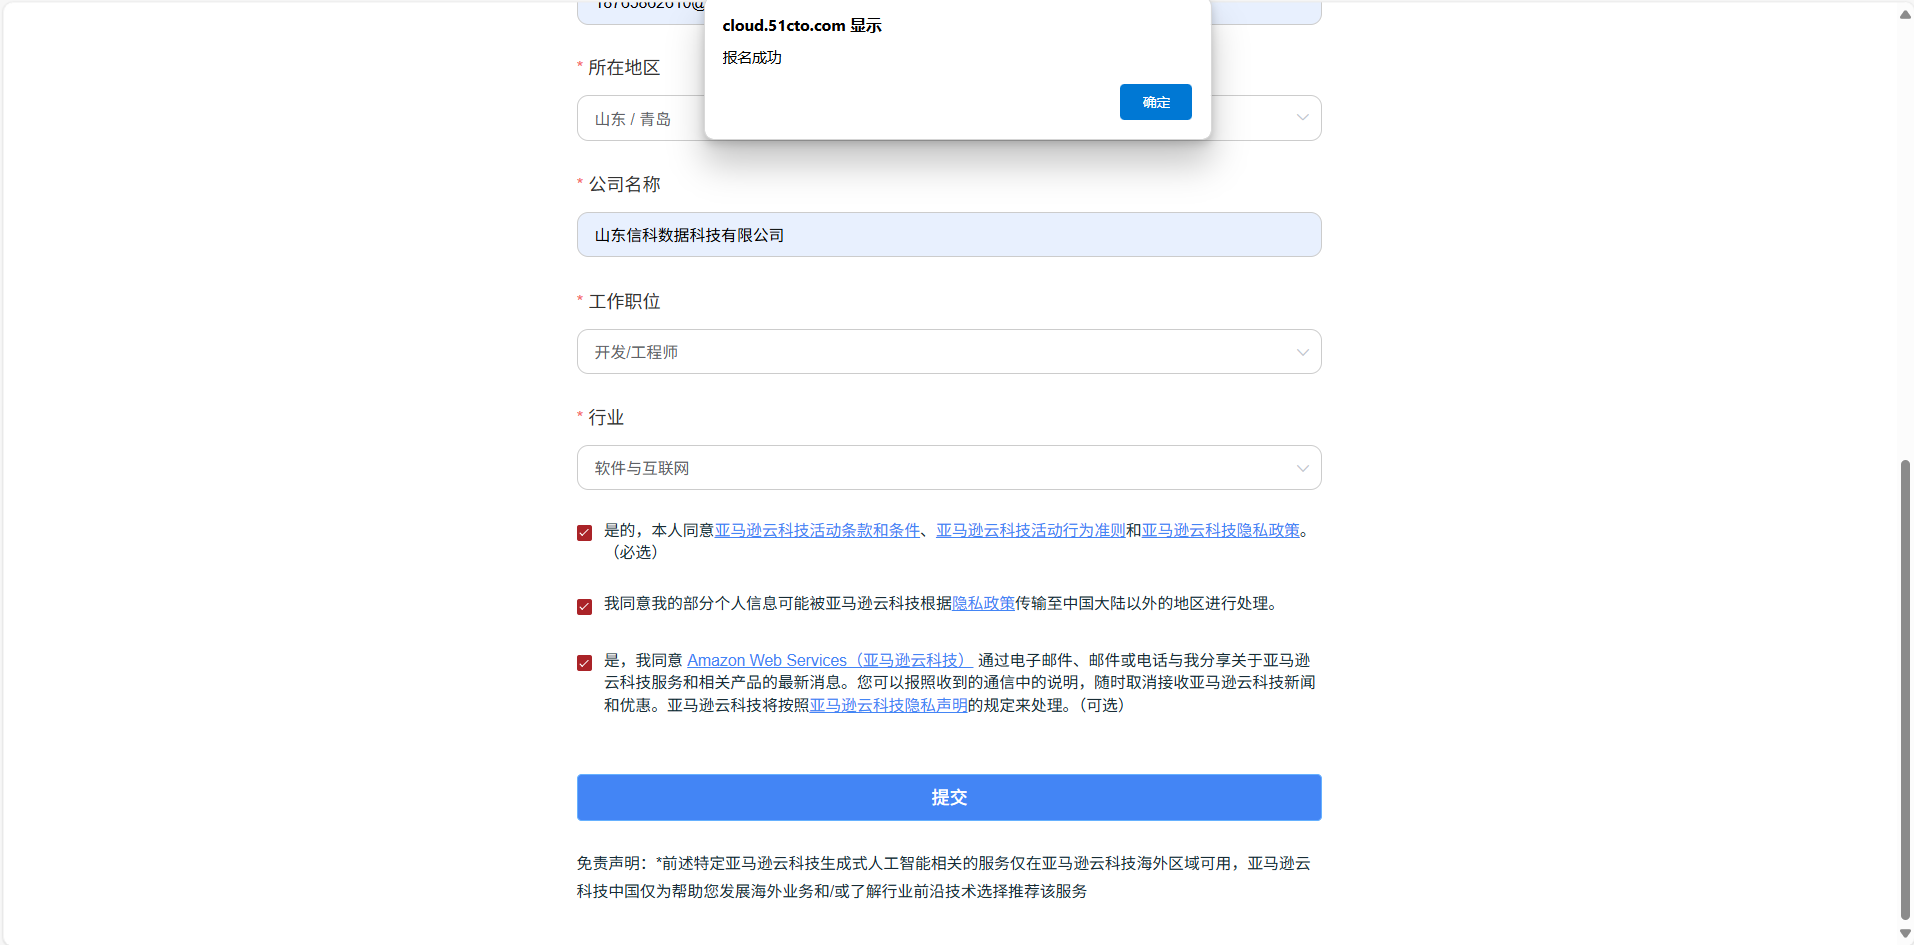 cloud.51cto.com 显示
报名成功
确定
* 所在地区
山东 / 青岛
* 公司名称
山东信科数据科技有限公司
* 工作职位
开发/工程师
* 行业
软件与互联网
是的，本人同意亚马逊云科技活动条款和条件、亚马逊云科技活动行为准则和亚马逊云科技隐私政策。
（必选）
我同意我的部分个人信息可能被亚马逊云科技根据隐私政策传输至中国大陆以外的地区进行处理。
是，我同意 Amazon Web Services（亚马逊云科技） 通过电子邮件、邮件或电话与我分享关于亚马逊
云科技服务和相关产品的最新消息。您可以报照收到的通信中的说明，随时取消接收亚马逊云科技新闻
和优惠。亚马逊云科技将按照亚马逊云科技隐私声明的规定来处理。（可选）
提交
免责声明：*前述特定亚马逊云科技生成式人工智能相关的服务仅在亚马逊云科技海外区域可用，亚马逊云
科技中国仅为帮助您发展海外业务和/或了解行业前沿技术选择推荐该服务